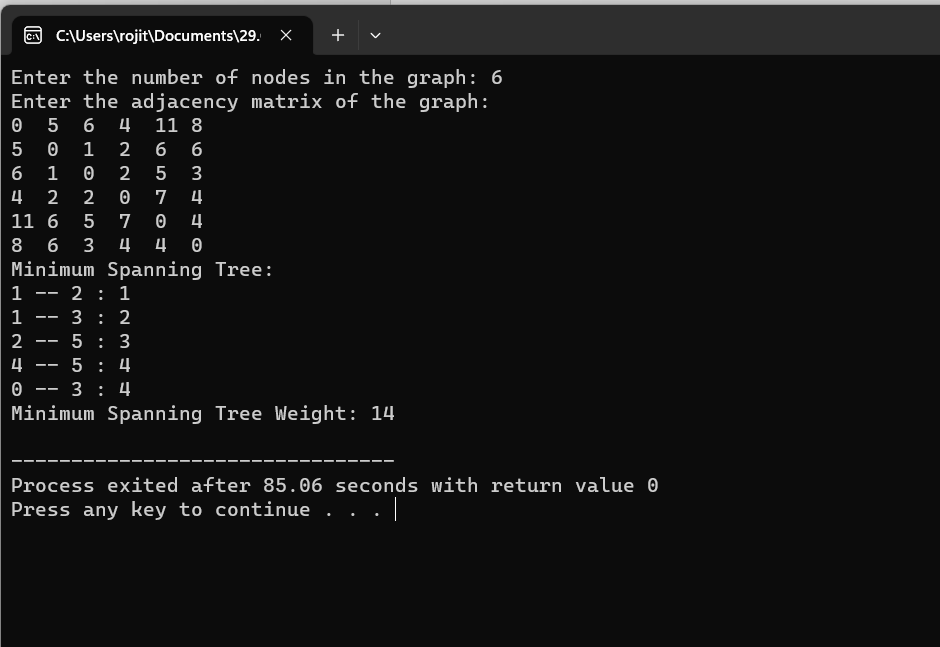 C:\Users\rojit\Documents\29.
Enter the number of nodes in the graph: 6
Enter the adjacency matrix of the graph:
0  5  6  4  11 8
5  0  1  2  6  6
6  1  0  2  5  3
4  2  2  0  7  4
11 6  5  7  0  4
8  6  3  4  4  0
Minimum Spanning Tree:
1 -- 2 : 1
1 -- 3 : 2
2 -- 5 : 3
4 -- 5 : 4
0 -- 3 : 4
Minimum Spanning Tree Weight: 14
--------------------------------
Process exited after 85.06 seconds with return value 0
Press any key to continue . . .